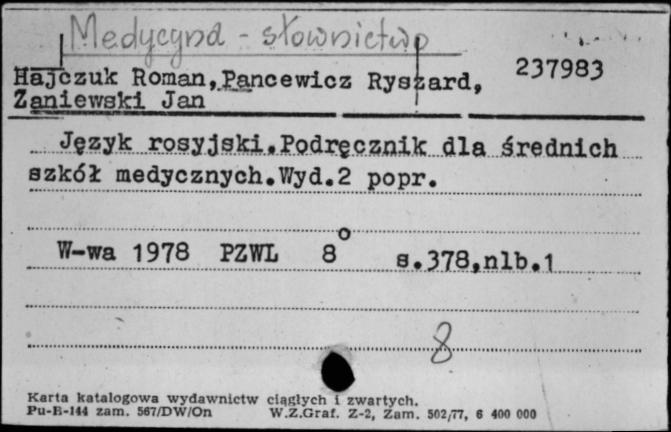 Medycyna - słownictwo
Hajczuk Roman, Pancewicz Ryszard, 237983
Zaniewski Jan
Język rosyjski. Podręcznik dla średnich
szkół medycznych. Wyd. 2 popr.
W-wa 1978 PZWL 8° s. 378, nlb. 1
8
Karta katalogowa wydawnictw ciągłych i zwartych.
Pu-B-144 zam. 567/DW/On W.Z.Graf. Z-2, Zam. 502/77, 6 400 000